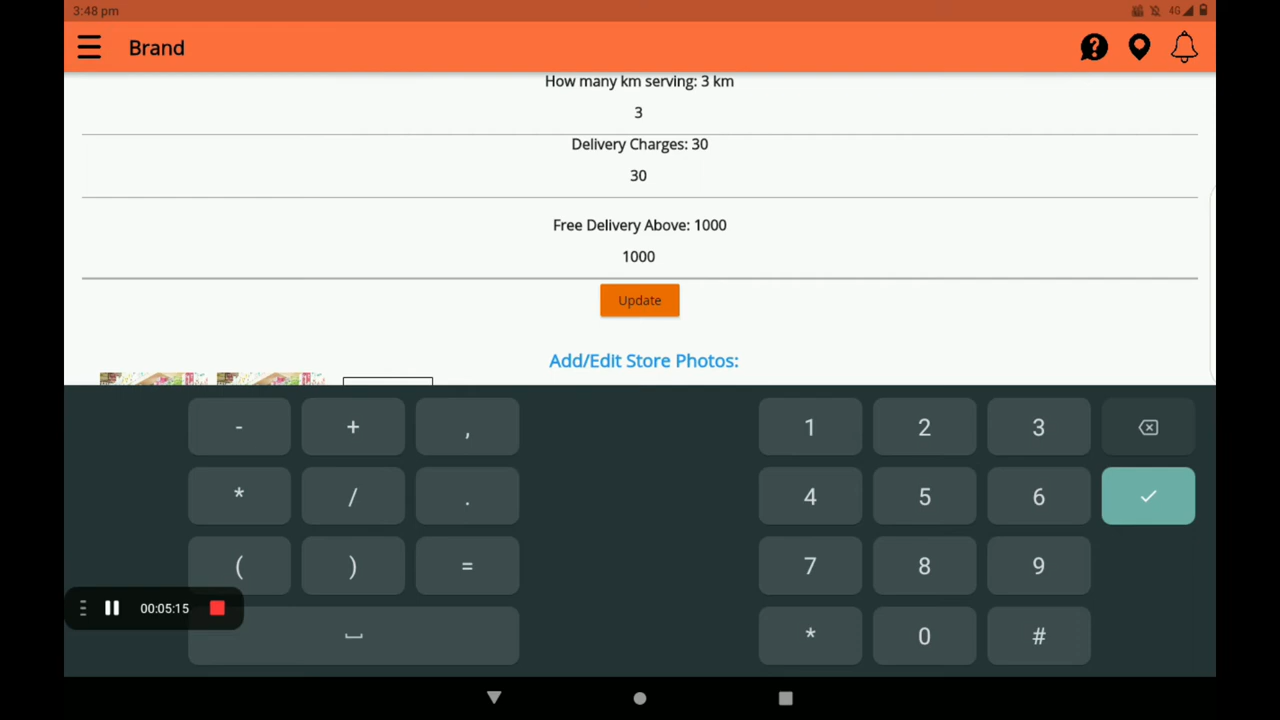 3:48 pm
4G
Brand
How many km serving: 3 km
3
Delivery Charges: 30
30
Free Delivery Above: 1000
1000
Update
Add/Edit Store Photos:
- + , 1 2 3
* / . 4 5 6
( ) = 7 8 9
00:05:15
* 0 #